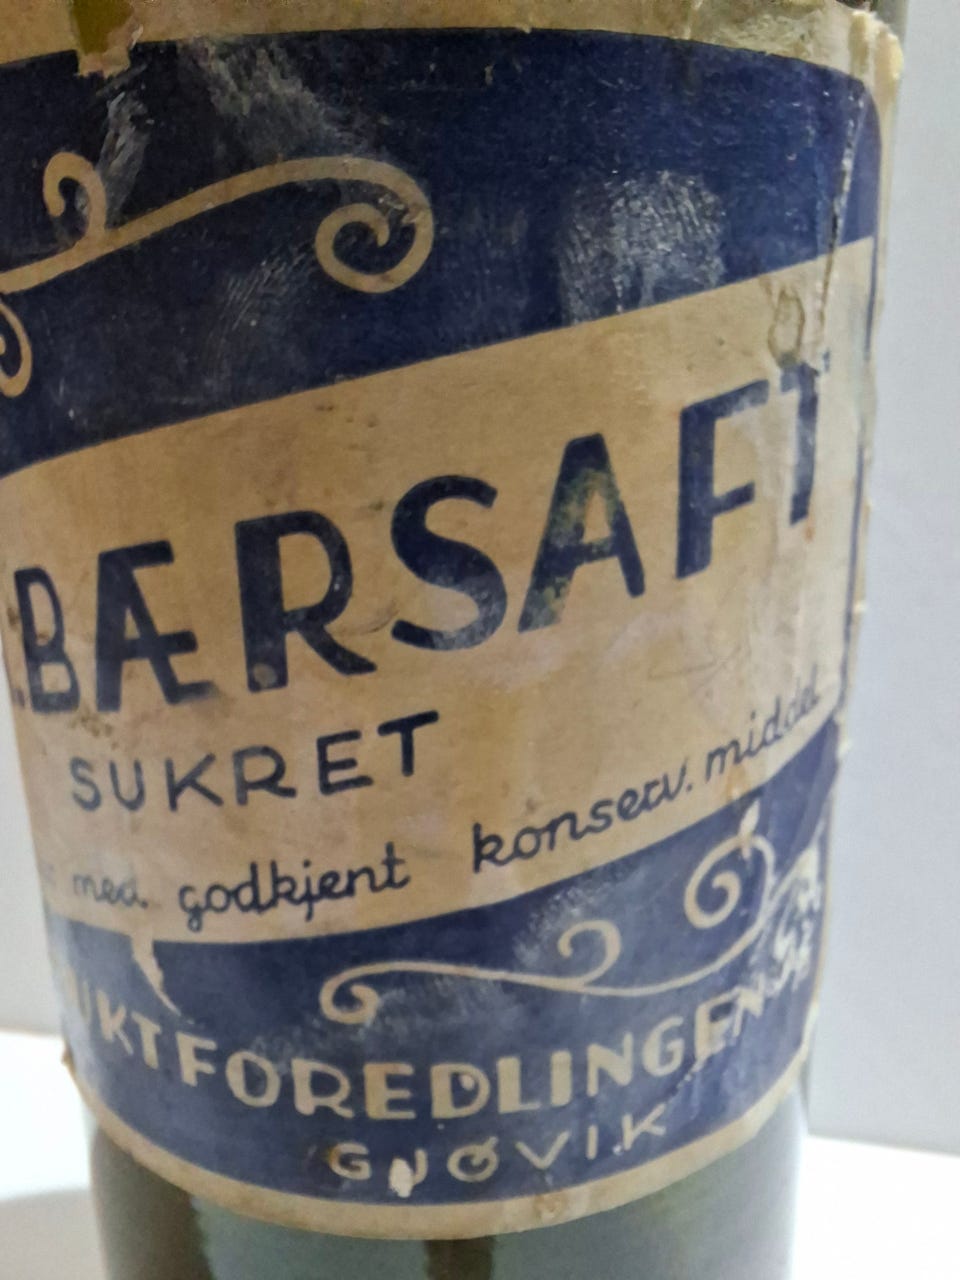 BÆRSAFT
SUKRET
med. godkjent konserv. middel
UKTFOREDLINGEN
GJØVIK